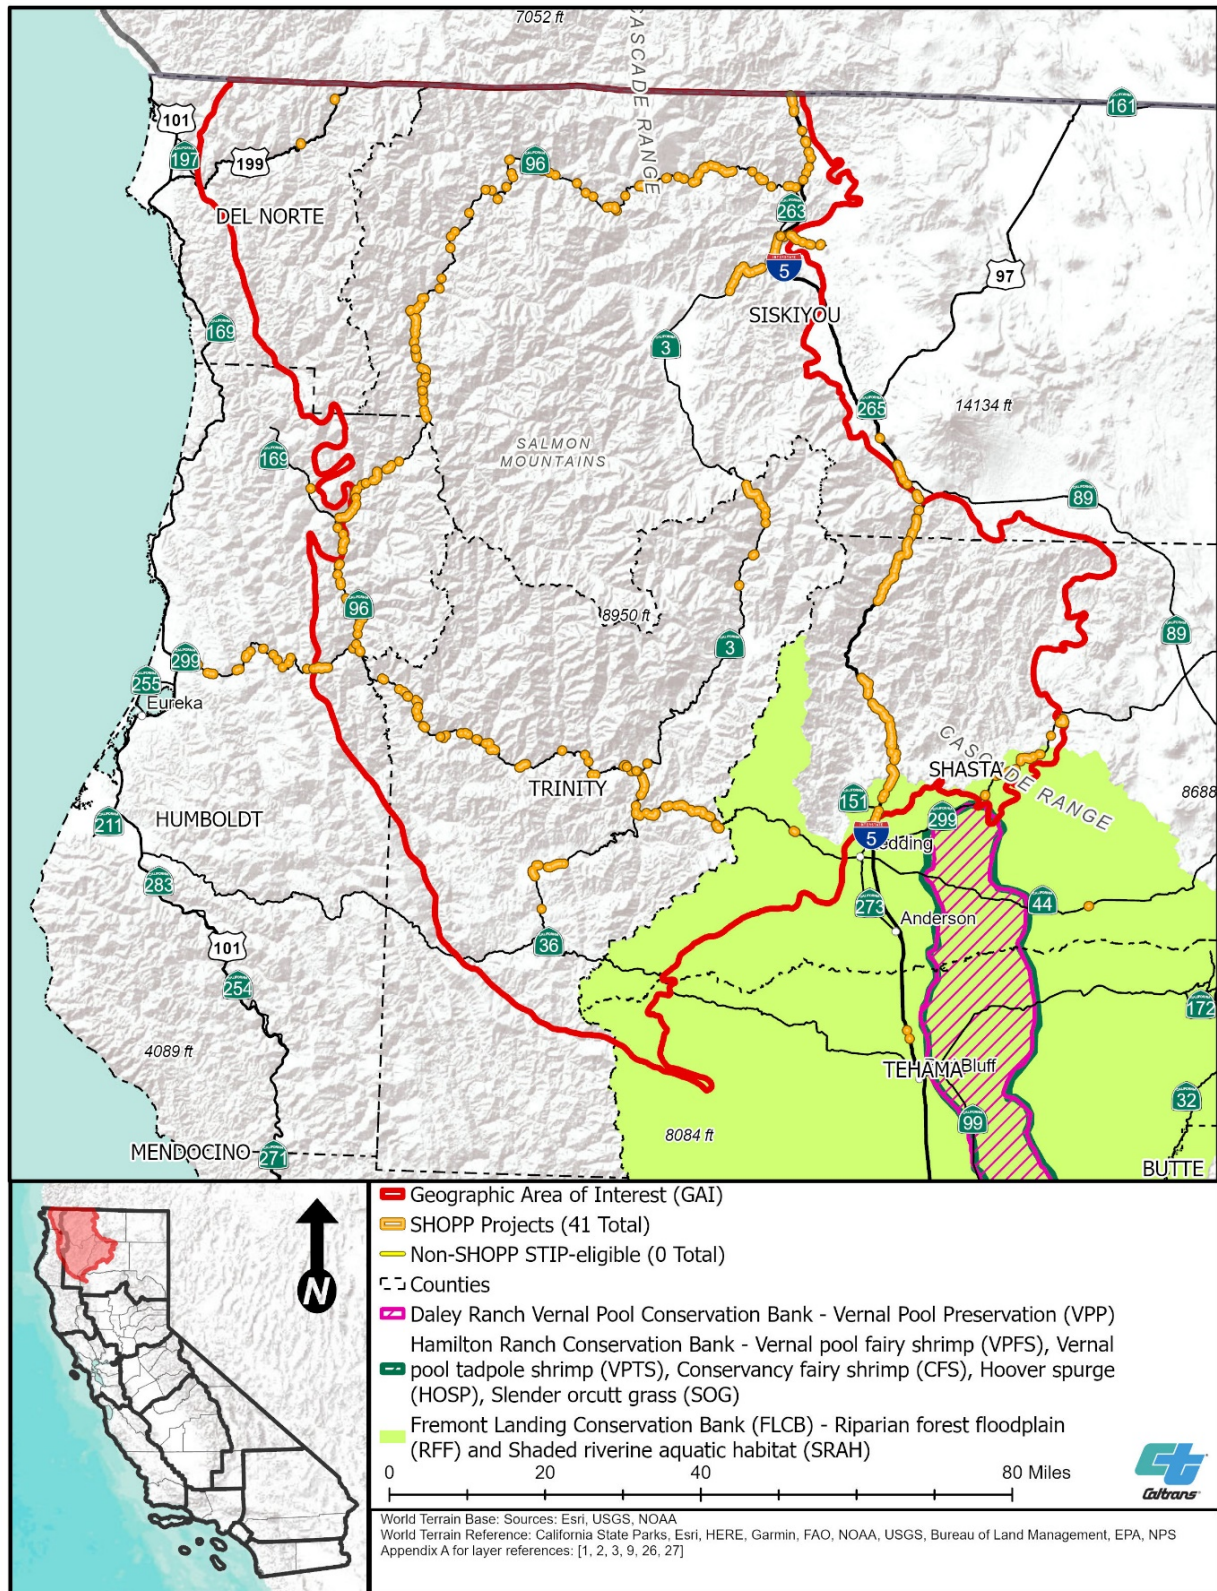 7052 ft
CASCADE RANGE
161
101
197
199
96
DEL NORTE
263
5
97
SISKIYOU
169
3
265
14134 ft
SALMON
MOUNTAINS
169
89
96
8950 ft
3
89
299
255
Eureka
CASCADE RANGE
SHASTA
TRINITY
8688
151
299
211
HUMBOLDT
5
edding
283
44
273
Anderson
101
36
254
172
4089 ft
TEHAMA Bluff
32
99
8084 ft
MENDOCINO
271
BUTTE
N
Geographic Area of Interest (GAI)
SHOPP Projects (41 Total)
Non-SHOPP STIP-eligible (0 Total)
Counties
Daley Ranch Vernal Pool Conservation Bank - Vernal Pool Preservation (VPP)
Hamilton Ranch Conservation Bank - Vernal pool fairy shrimp (VPFS), Vernal
pool tadpole shrimp (VPTS), Conservancy fairy shrimp (CFS), Hoover spurge
(HOSP), Slender orcutt grass (SOG)
Fremont Landing Conservation Bank (FLCB) - Riparian forest floodplain
(RFF) and Shaded riverine aquatic habitat (SRAH)
0 20 40 80 Miles
Caltrans
World Terrain Base: Sources: Esri, USGS, NOAA
World Terrain Reference: California State Parks, Esri, HERE, Garmin, FAO, NOAA, USGS, Bureau of Land Management, EPA, NPS
Appendix A for layer references: [1, 2, 3, 9, 26, 27]